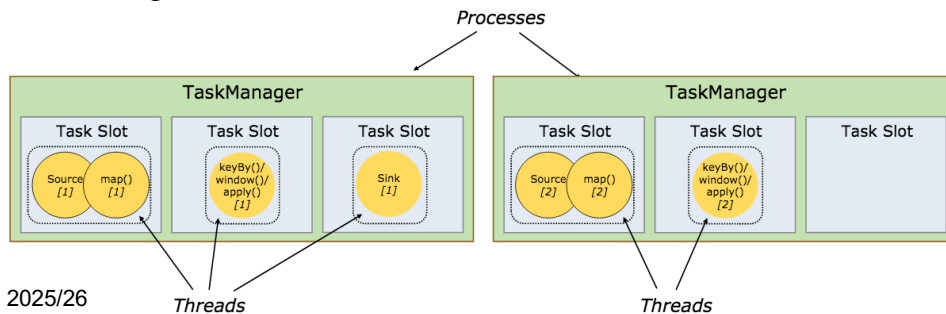 Processes
TaskManager
Task Slot
Source
[1]
map()
[1]
Task Slot
keyBy()/
window()/
apply()
[1]
Task Slot
Sink
[1]
TaskManager
Task Slot
Source
[2]
map()
[2]
Task Slot
keyBy()/
window()/
apply()
[2]
Task Slot
2025/26
Threads
Threads